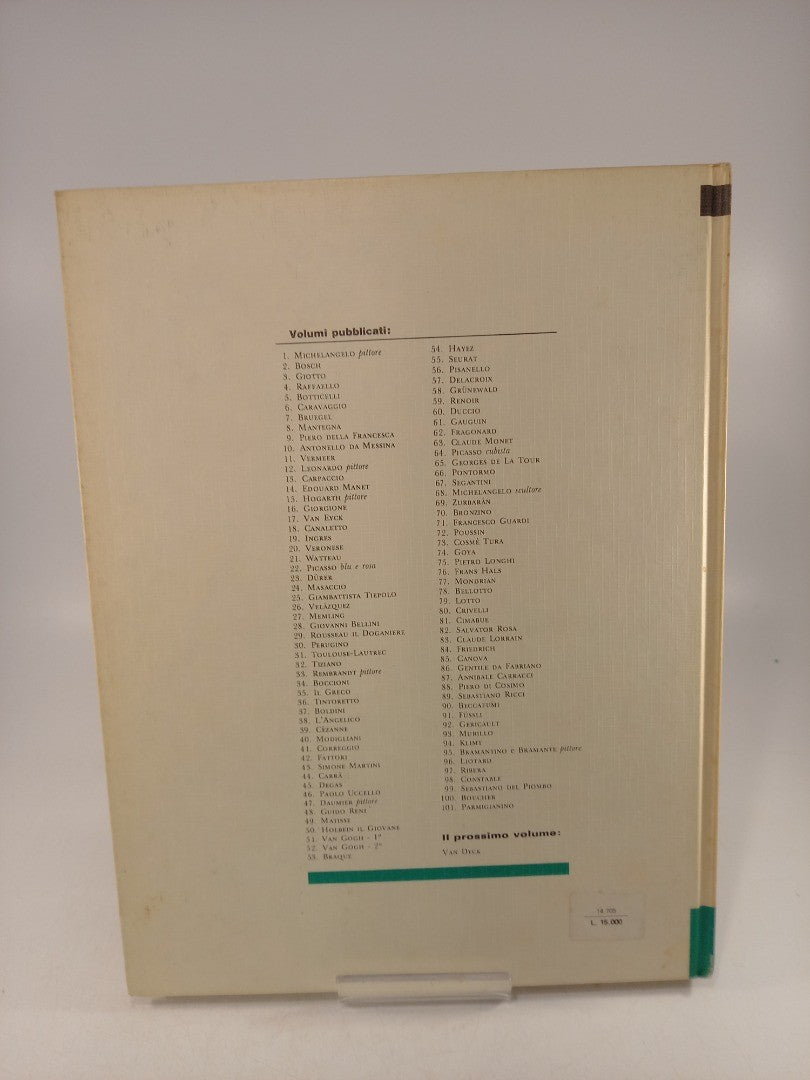 Volumi pubblicati:
1. MICHELANGELO pittore
2. BOSCH
3. GIOTTO
4. RAFFAELLO
5. BOTTICELLI
6. CARAVAGGIO
7. BRUEGEL
8. MANTEGNA
9. PIERO DELLA FRANCESCA
10. ANTONELLO DA MESSINA
11. VERMEER
12. LEONARDO pittore
13. CARPACCIO
14. EDOUARD MANET
15. HOGARTH pittore
16. GIORGIONE
17. VAN EYCK
18. CANALETTO
19. INGRES
20. VERONESE
21. WATTEAU
22. PICASSO blu e rosa
23. DÜRER
24. MASACCIO
25. GIAMBATTISTA TIEPOLO
26. VELÁZQUEZ
27. MEMLING
28. GIOVANNI BELLINI
29. ROUSSEAU IL DOGANIERE
30. PERUGINO
31. TOULOUSE-LAUTREC
32. TIZIANO
33. REMBRANDT pittore
34. BOCCIONI
35. IL GRECO
36. TINTORETTO
37. BOLDINI
38. L'ANGELICO
39. CÉZANNE
40. MODIGLIANI
41. CORREGGIO
42. FATTORI
43. SIMONE MARTINI
44. CARRÀ
45. DEGAS
46. PAOLO UCCELLO
47. DAUMIER pittore
48. GUIDO RENI
49. MATISSE
50. HOLBEIN IL GIOVANE
51. VAN GOGH - 1°
52. VAN GOGH - 2°
53. BRAQUE
54. HAYEZ
55. SEURAT
56. PISANELLO
57. DELACROIX
58. GRÜNEWALD
59. RENOIR
60. DUCCIO
61. GAUGUIN
62. FRAGONARD
63. CLAUDE MONET
64. PICASSO cubista
65. GEORGES DE LA TOUR
66. PONTORMO
67. SEGANTINI
68. MICHELANGELO scultore
69. ZURBARÁN
70. BRONZINO
71. FRANCESCO GUARDI
72. POUSSIN
73. COSMÈ TURA
74. GOYA
75. PIETRO LONGHI
76. FRANS HALS
77. MONDRIAN
78. BELLOTTO
79. LOTTO
80. CRIVELLI
81. CIMABUE
82. SALVATOR ROSA
83. CLAUDE LORRAIN
84. FRIEDRICH
85. CANOVA
86. GENTILE DA FABRIANO
87. ANNIBALE CARRACCI
88. PIERO DI COSIMO
89. SEBASTIANO RICCI
90. BECCAFUMI
91. FÜSSLI
92. GÉRICAULT
93. MURILLO
94. KLIMT
95. BRAMANTINO E BRAMANTE pittore
96. LIOTARD
97. RIBERA
98. CONSTABLE
99. SEBASTIANO DEL PIOMBO
100. BOUCHER
101. PARMIGIANINO
Il prossimo volume:
VAN DYCK
14 705
L. 15.000